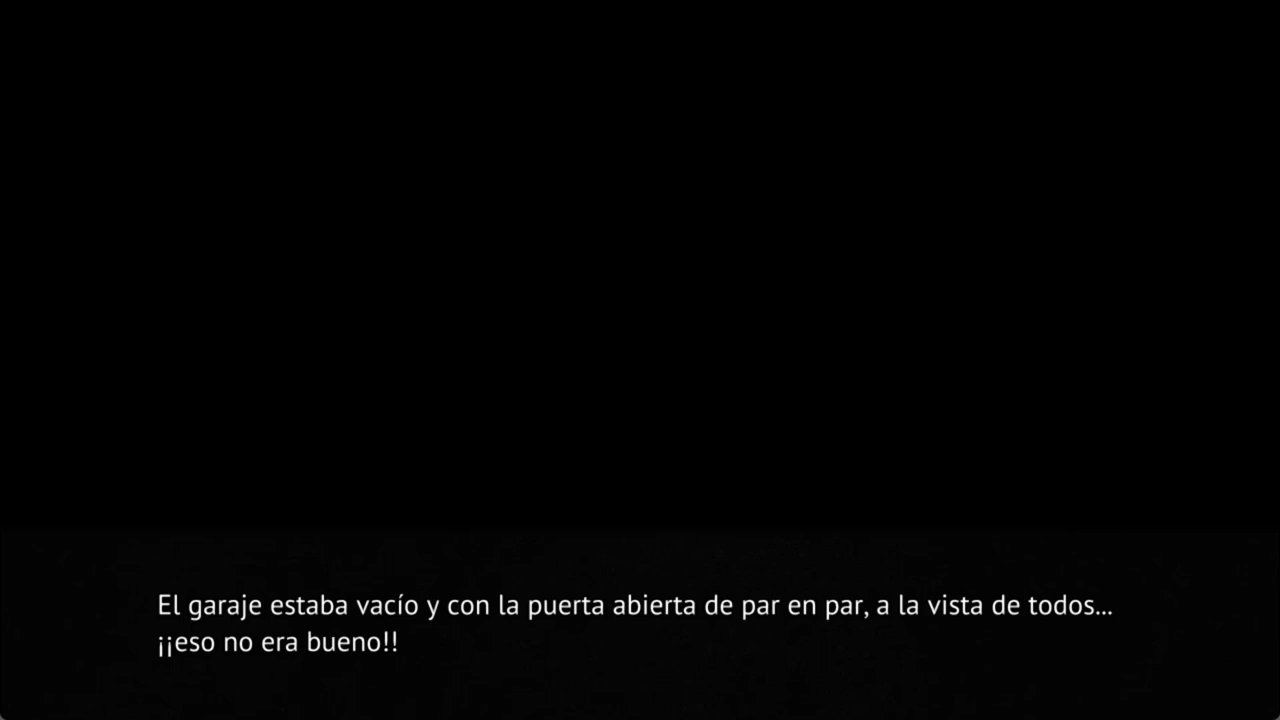 El garaje estaba vacío y con la puerta abierta de par en par, a la vista de todos...
¡¡eso no era bueno!!